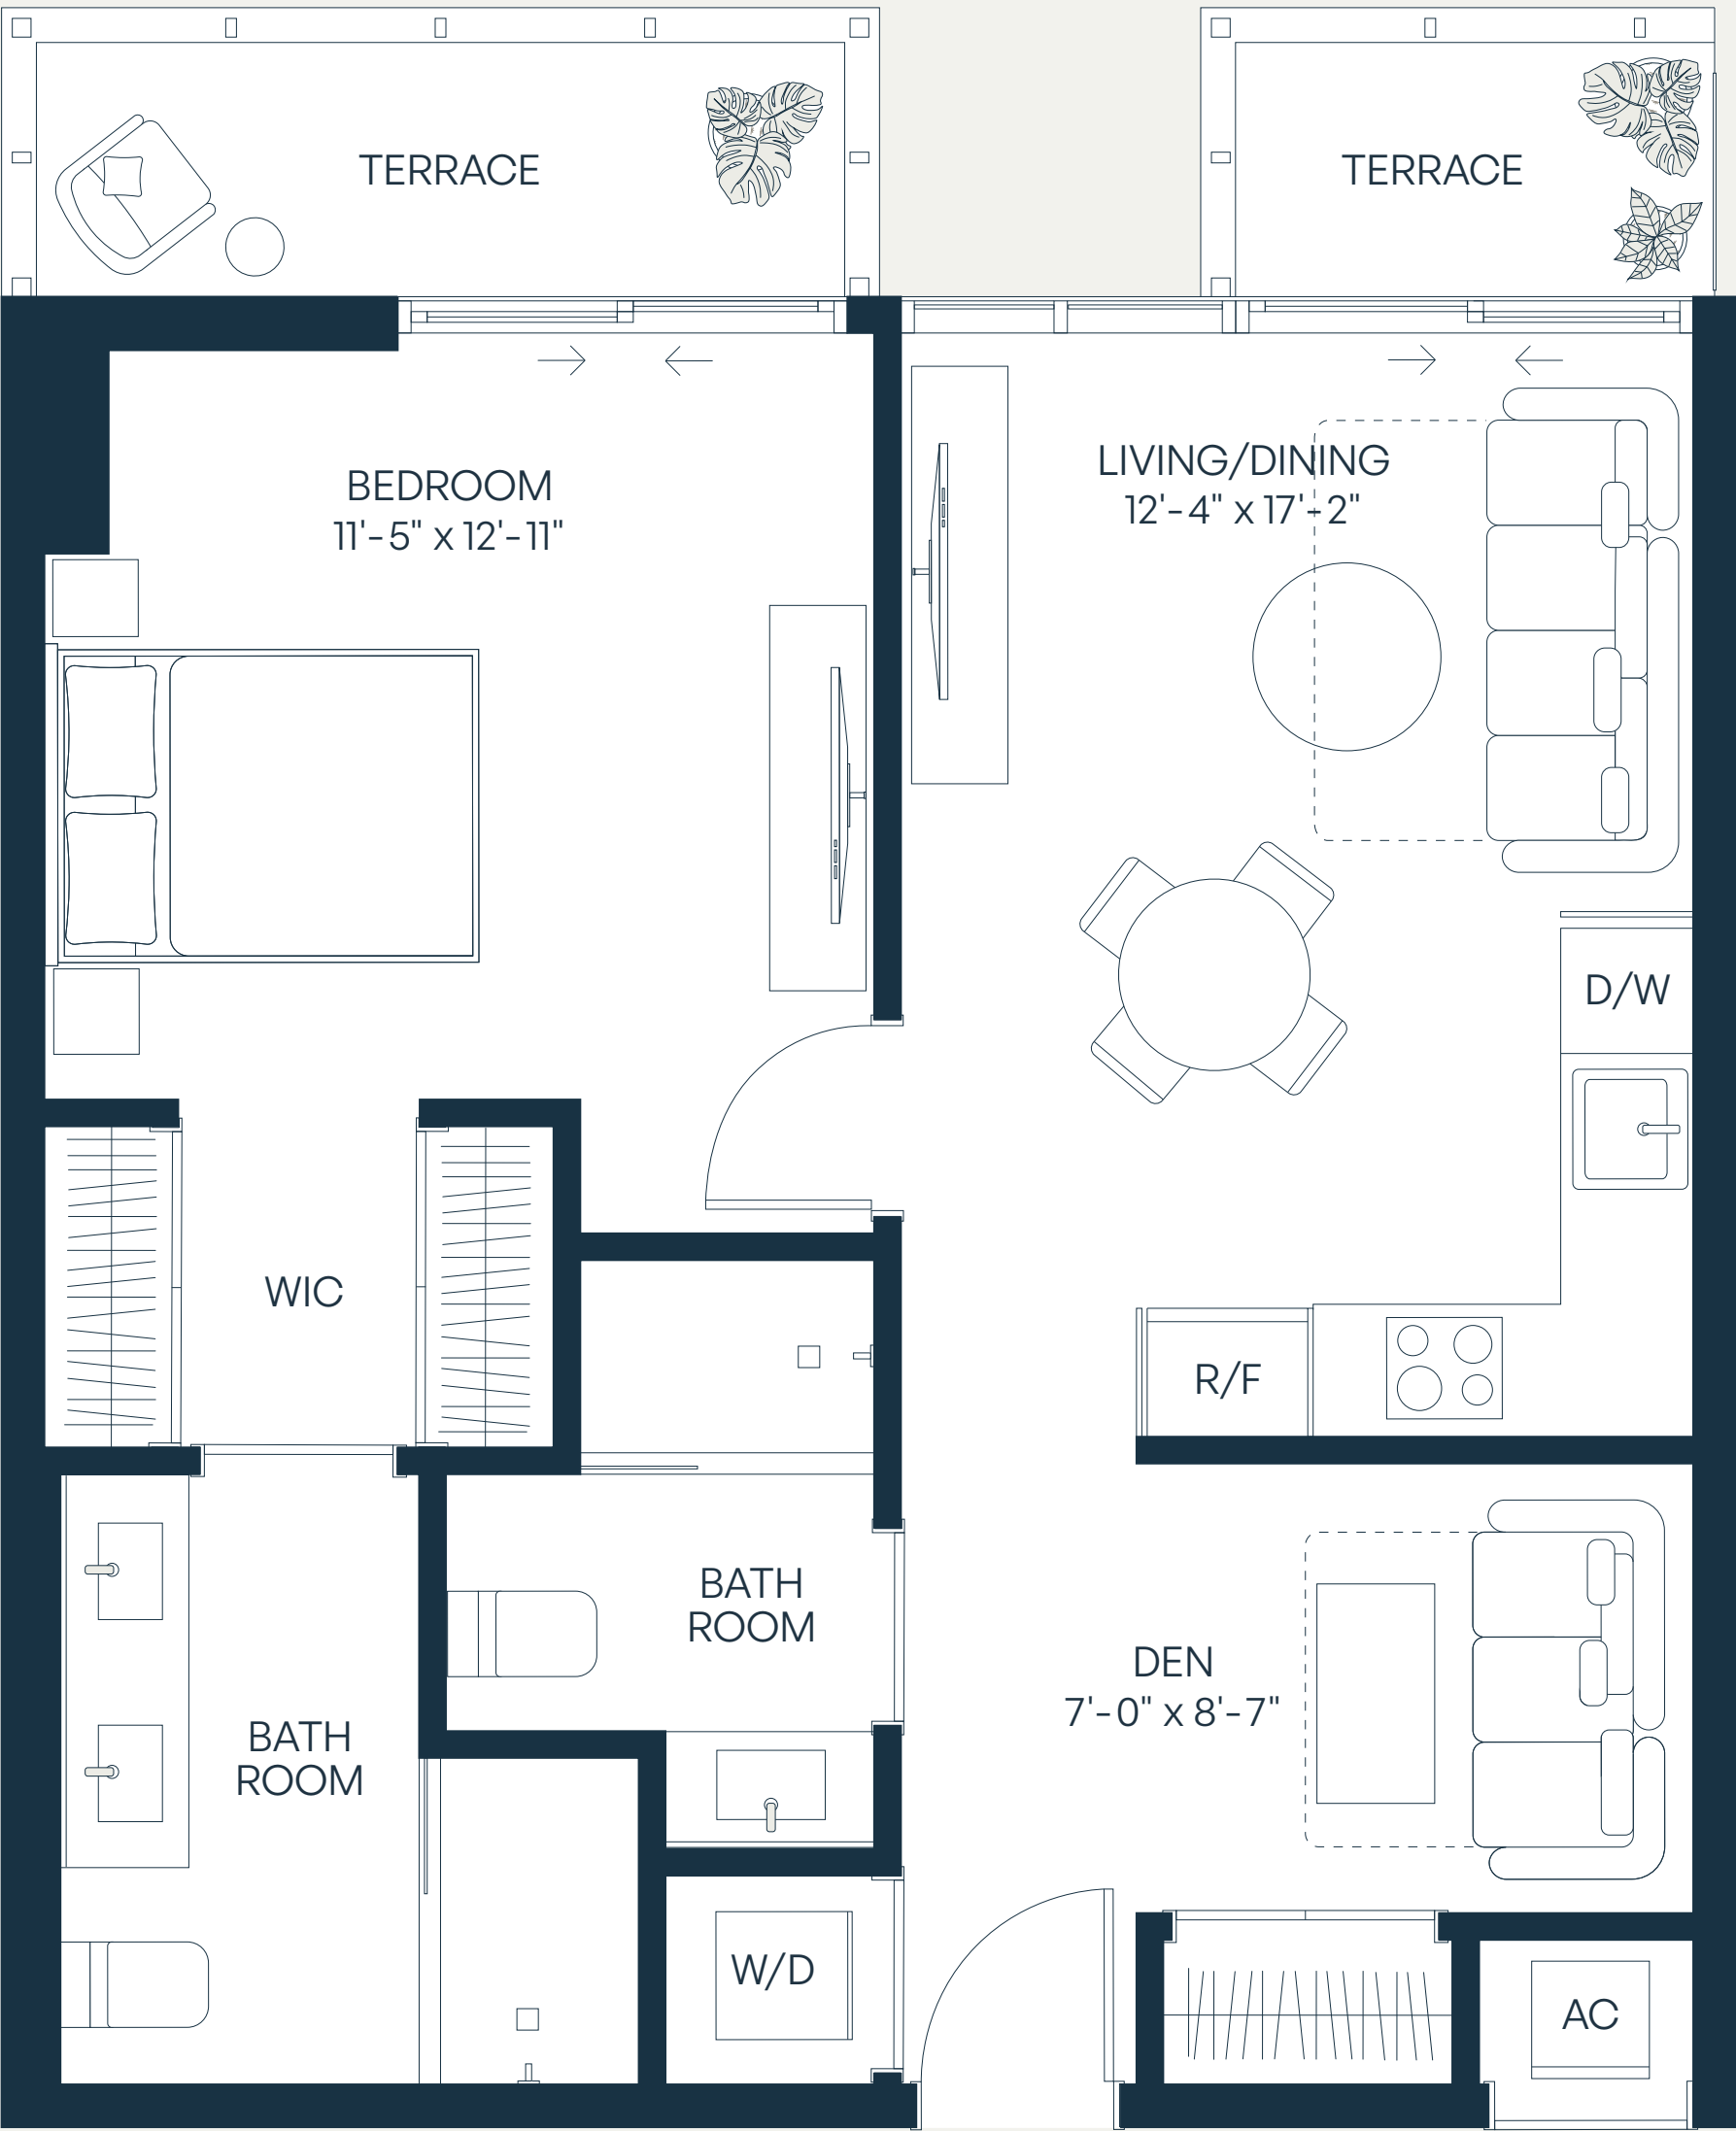 TERRACE
TERRACE
BEDROOM
11'-5" x 12'-11"
LIVING/DINING
12'-4" x 17'-2"
D/W
WIC
R/F
BATH
ROOM
DEN
7'-0" x 8'-7"
BATH
ROOM
W/D
AC